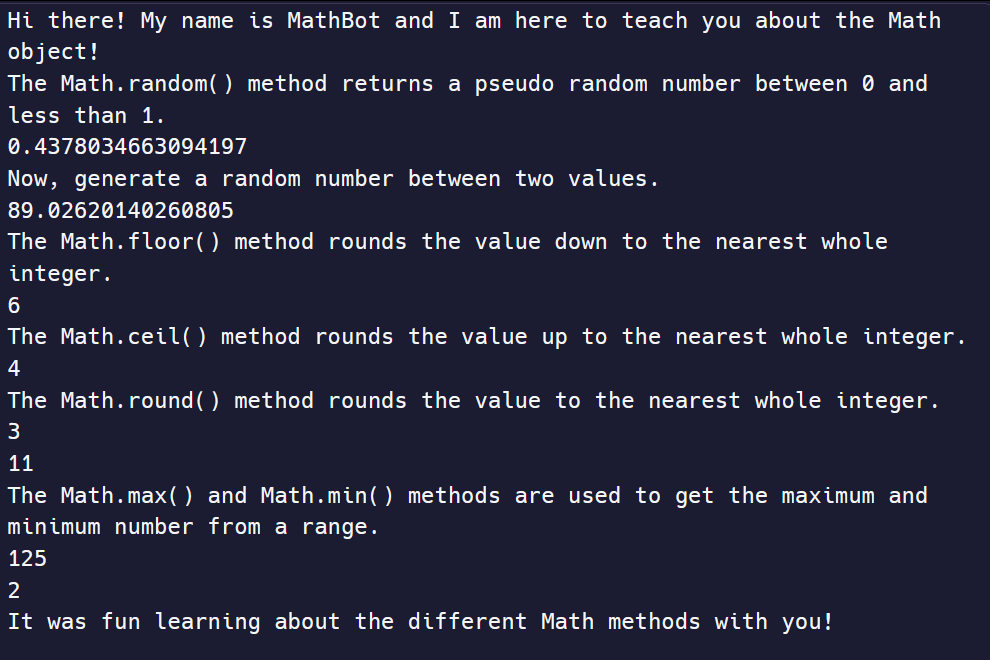 Hi there! My name is MathBot and I am here to teach you about the Math
object!
The Math.random() method returns a pseudo random number between 0 and
less than 1.
0.4378034663094197
Now, generate a random number between two values.
89.02620140260805
The Math.floor() method rounds the value down to the nearest whole
integer.
6
The Math.ceil() method rounds the value up to the nearest whole integer.
4
The Math.round() method rounds the value to the nearest whole integer.
3
11
The Math.max() and Math.min() methods are used to get the maximum and
minimum number from a range.
125
2
It was fun learning about the different Math methods with you!